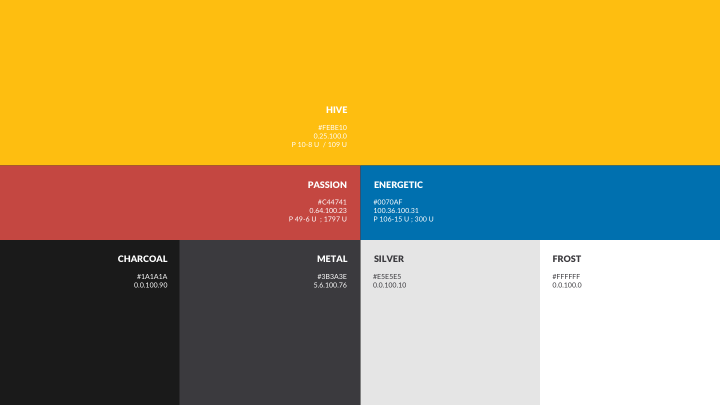 HIVE
#FEBE10
0.25.100.0
P 10-8 U / 109 U
PASSION
#C44741
0.64.100.23
P 49-6 U : 1797 U
ENERGETIC
#0070AF
100.36.100.31
P 106-15 U : 300 U
CHARCOAL
#1A1A1A
0.0.100.90
METAL
#3B3A3E
5.6.100.76
SILVER
#E5E5E5
0.0.100.10
FROST
#FFFFFF
0.0.100.0